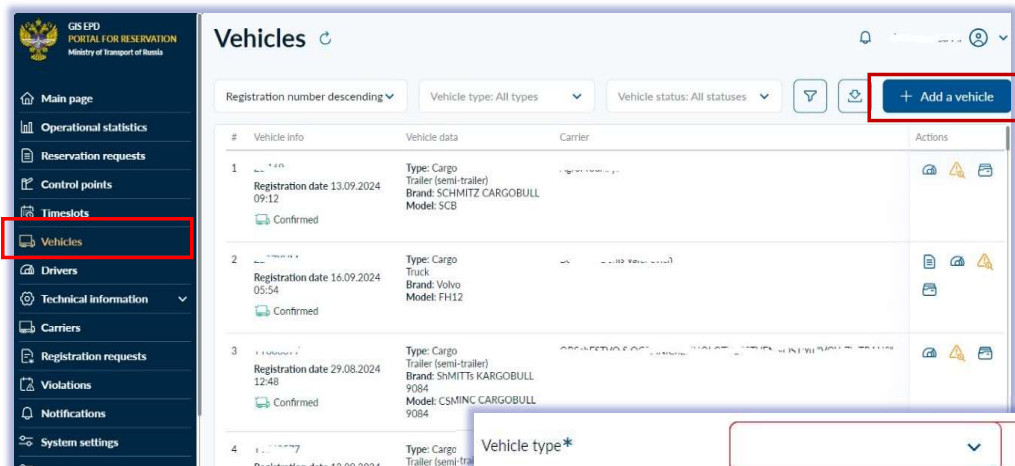 GIS EPD
PORTAL FOR RESERVATION
Ministry of Transport of Russia
Main page
Operational statistics
Reservation requests
Control points
Timeslots
Vehicles
Drivers
Technical information
Carriers
Registration requests
Violations
Notifications
System settings
Vehicles
Registration number descending
Vehicle type: All types
Vehicle status: All statuses
+ Add a vehicle
# Vehicle info Vehicle data Carrier Actions
1
Registration date 13.09.2024
09:12
Confirmed
Type: Cargo
Trailer (semi-trailer)
Brand: SCHMITZ CARGOBULL
Model: SCB
2
Registration date 16.09.2024
05:54
Confirmed
Type: Cargo
Truck
Brand: Volvo
Model: FH12
3
Registration date 29.08.2024
12:48
Confirmed
Type: Cargo
Trailer (semi-trailer)
Brand: ShMITTs KARGOBULL
9084
Model: CSMINC CARGOBULL
9084
4
Type: Cargo
Vehicle type*